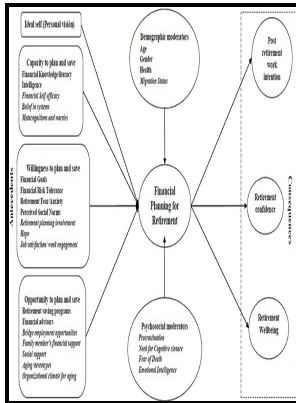 Ideal self (Personal vision)
Capacity to plan and save
Financial Knowledge/literacy
Intelligence
Financial Self efficacy
Belief in systems
Metacognitions and worries
Willingness to plan and save
Financial Goals
Financial Risk Tolerance
Retirement Fear/Anxiety
Perceived Social Norms
Retirement planning involvement
Hope
Job satisfaction/ work engagement
Opportunity to plan and save
Retirement saving programs
Financial advisors
Bridge employment opportunities
Family member's financial support
Social support
Aging stereotypes
Organizational climate for aging
Antecedents
Demographic moderators
Age
Gender
Health
Migration Status
Financial
Planning for
Retirement
Psychosocial moderators
Procrastination
Need for Cognitive closure
Fear of Death
Emotional Intelligence
Post
retirement
work
intention
Retirement
confidence
Retirement
Wellbeing
Consequences